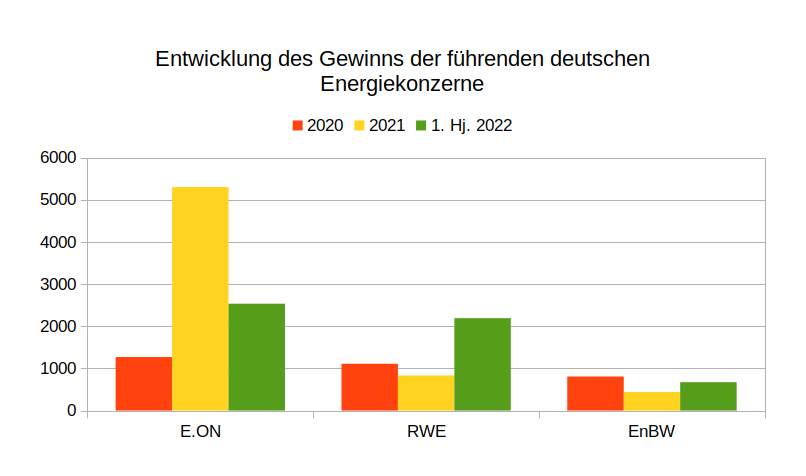 Entwicklung des Gewinns der führenden deutschen
Energiekonzerne
2020 2021 1. Hj. 2022
6000
5000
4000
3000
2000
1000
0
E.ON RWE EnBW